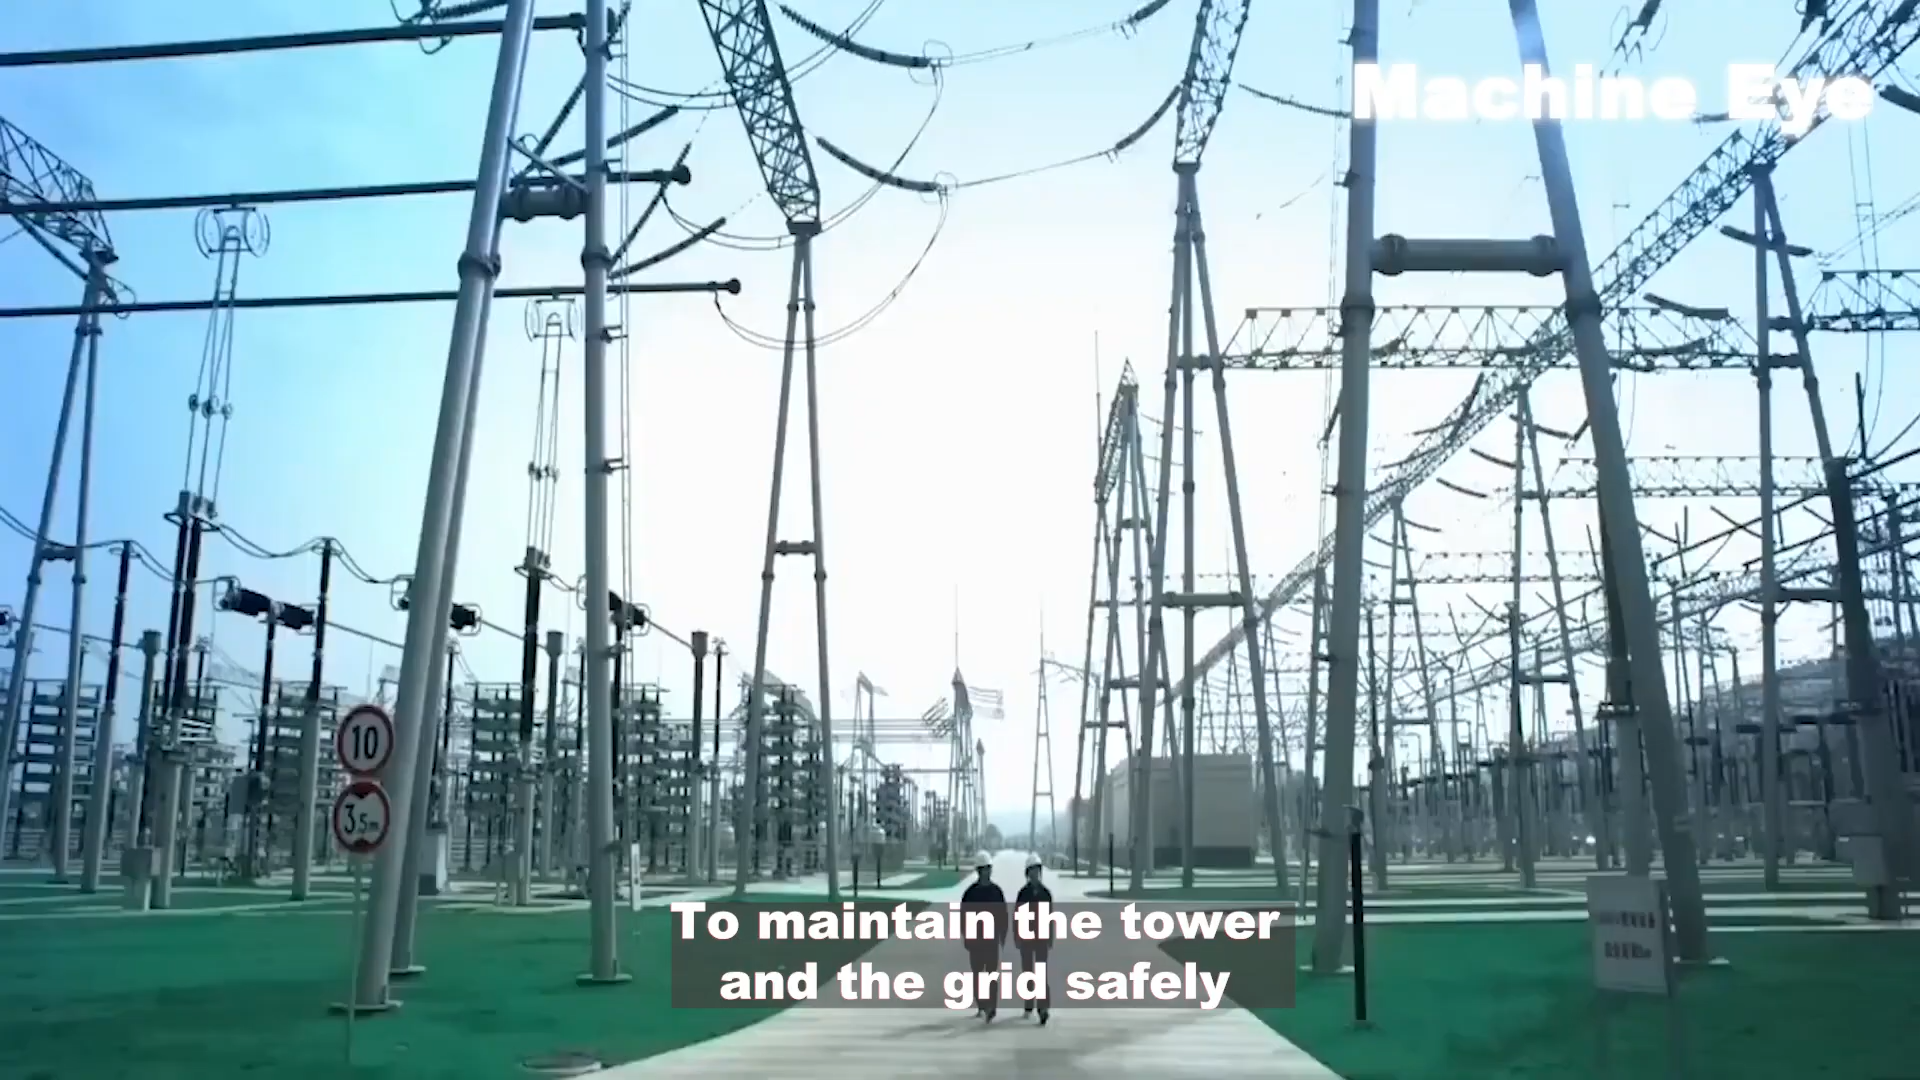 Machine Eye
10
3.5m
To maintain the tower
and the grid safely